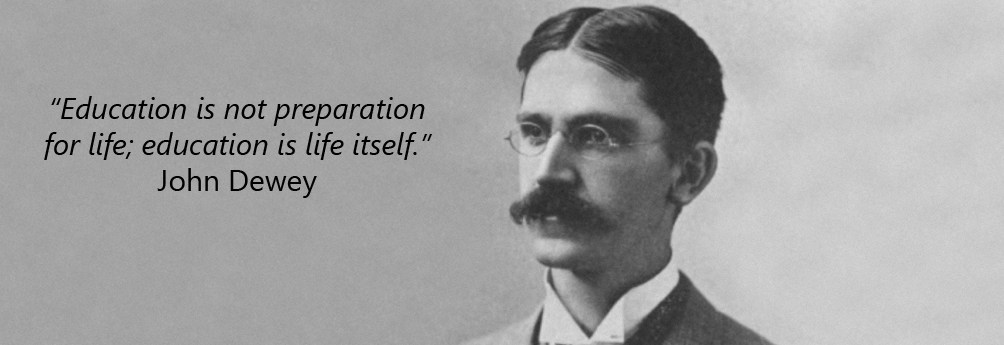 “Education is not preparation
for life; education is life itself.”
John Dewey